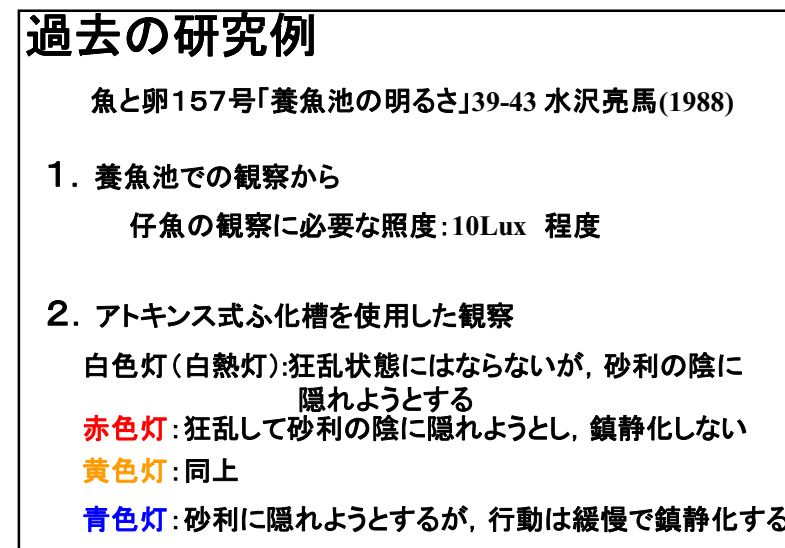 過去の研究例
魚と卵157号「養魚池の明るさ」39-43 水沢亮馬(1988)
1. 養魚池での観察から
仔魚の観察に必要な照度:10Lux 程度
2. アトキンス式ふ化槽を使用した観察
白色灯(白熱灯):狂乱状態にはならないが, 砂利の陰に
隠れようとする
赤色灯:狂乱して砂利の陰に隠れようとし, 鎮静化しない
黄色灯:同上
青色灯:砂利に隠れようとするが, 行動は緩慢で鎮静化する